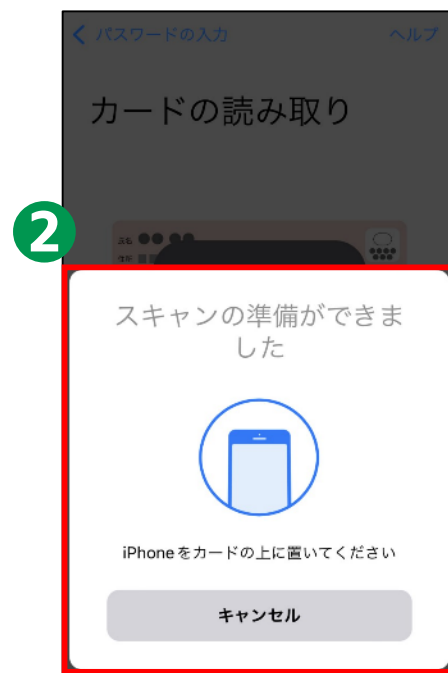 パスワードの入力 ヘルプ
カードの読み取り
2
スキャンの準備ができま
した
iPhoneをカードの上に置いてください
キャンセル